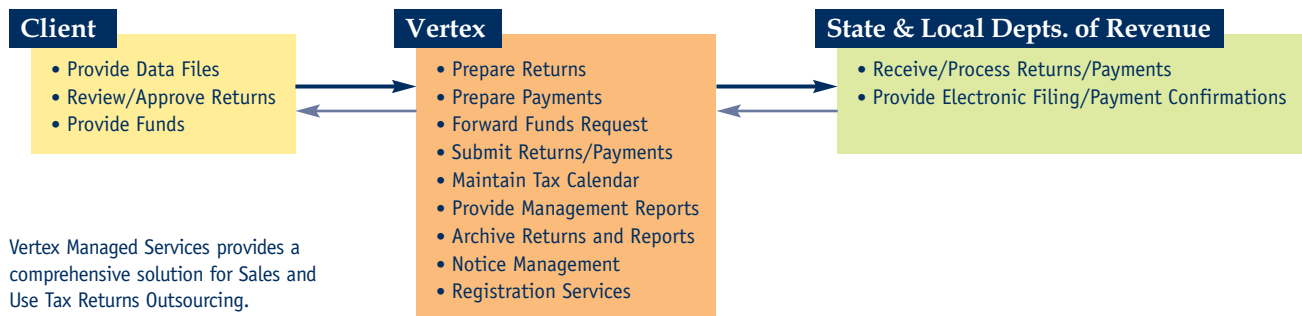 Client
• Provide Data Files
• Review/Approve Returns
• Provide Funds
Vertex
• Prepare Returns
• Prepare Payments
• Forward Funds Request
• Submit Returns/Payments
• Maintain Tax Calendar
• Provide Management Reports
• Archive Returns and Reports
• Notice Management
• Registration Services
State & Local Depts. of Revenue
• Receive/Process Returns/Payments
• Provide Electronic Filing/Payment Confirmations
Vertex Managed Services provides a
comprehensive solution for Sales and
Use Tax Returns Outsourcing.